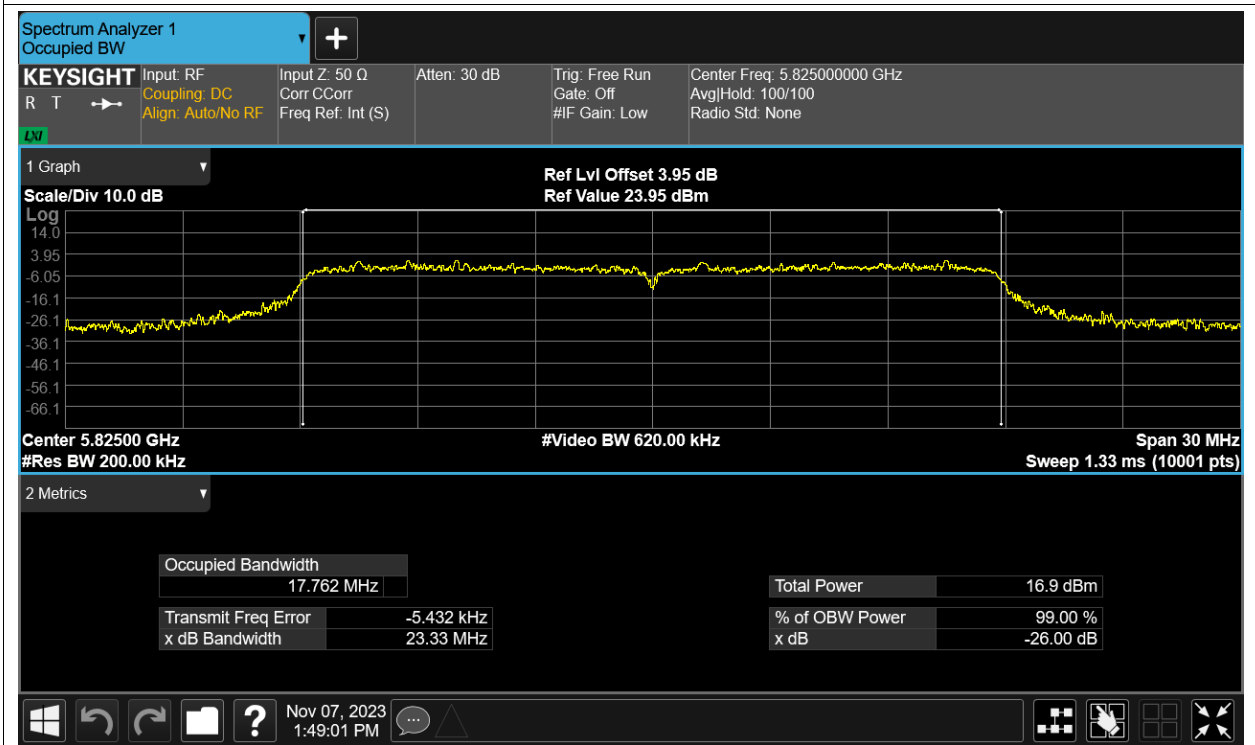 Spectrum Analyzer 1
Occupied BW
KEYSIGHT
R T
LXI
Input: RF
Coupling: DC
Align: Auto/No RF
Input Z: 50 Ω
Corr CCorr
Freq Ref: Int (S)
Atten: 30 dB
Trig: Free Run
Gate: Off
#IF Gain: Low
Center Freq: 5.825000000 GHz
Avg|Hold: 100/100
Radio Std: None
1 Graph
Scale/Div 10.0 dB
Ref Lvl Offset 3.95 dB
Ref Value 23.95 dBm
Log
14.0
3.95
-6.05
-16.1
-26.1
-36.1
-46.1
-56.1
-66.1
Center 5.82500 GHz
#Res BW 200.00 kHz
#Video BW 620.00 kHz
Span 30 MHz
Sweep 1.33 ms (10001 pts)
2 Metrics
Occupied Bandwidth
17.762 MHz
Transmit Freq Error -5.432 kHz
x dB Bandwidth 23.33 MHz
Total Power 16.9 dBm
% of OBW Power 99.00 %
x dB -26.00 dB
?
Nov 07, 2023
1:49:01 PM